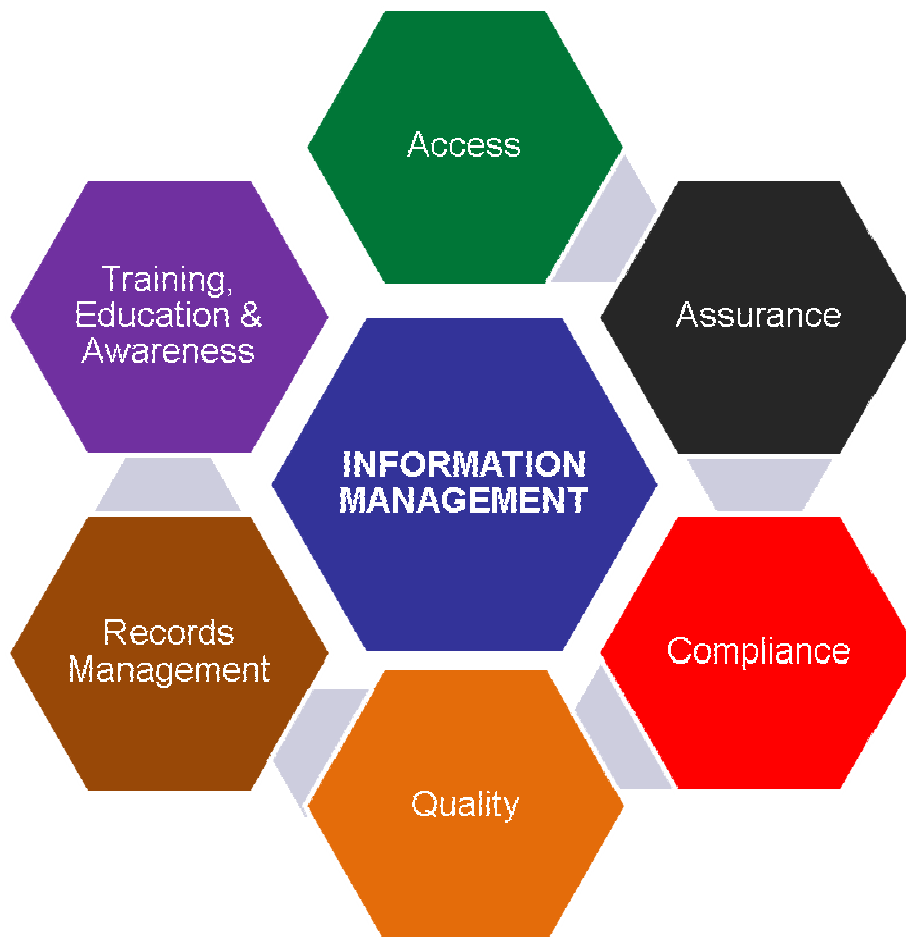 Access
Training,
Education &
Awareness
Assurance
INFORMATION
MANAGEMENT
Records
Management
Compliance
Quality